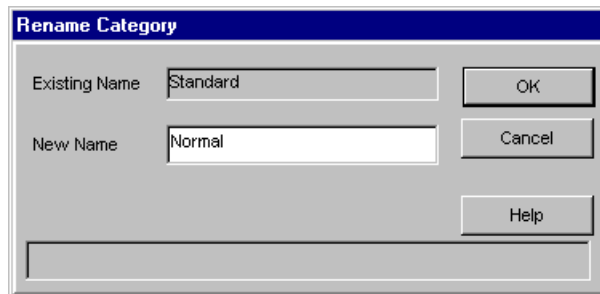 Rename Category
Existing Name
Standard
OK
New Name
Normal
Cancel
Help